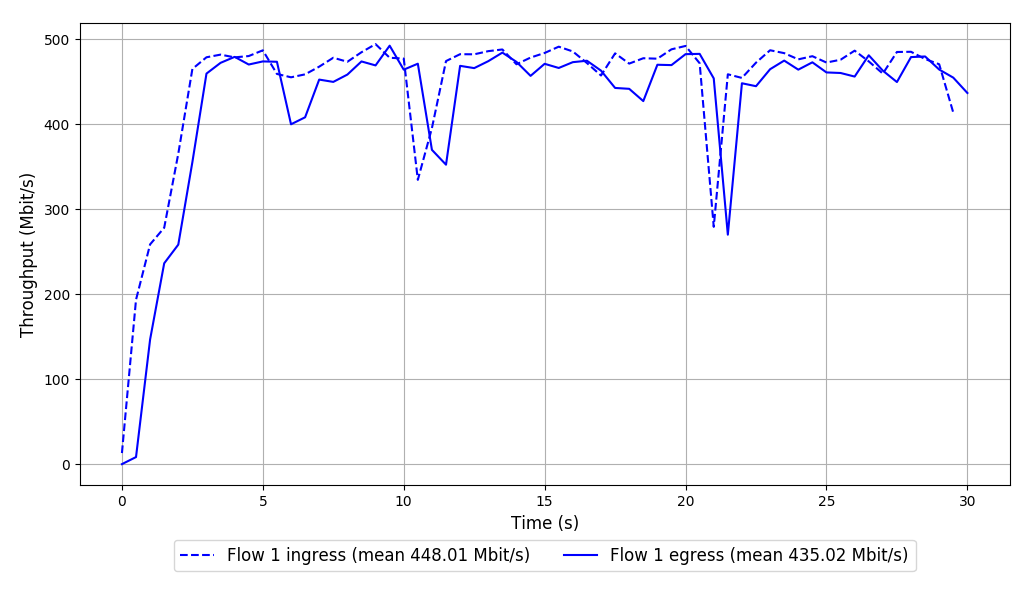 500
400
300
200
100
0
Throughput (Mbit/s)
0 5 10 15 20 25 30
Time (s)
Flow 1 ingress (mean 448.01 Mbit/s) Flow 1 egress (mean 435.02 Mbit/s)